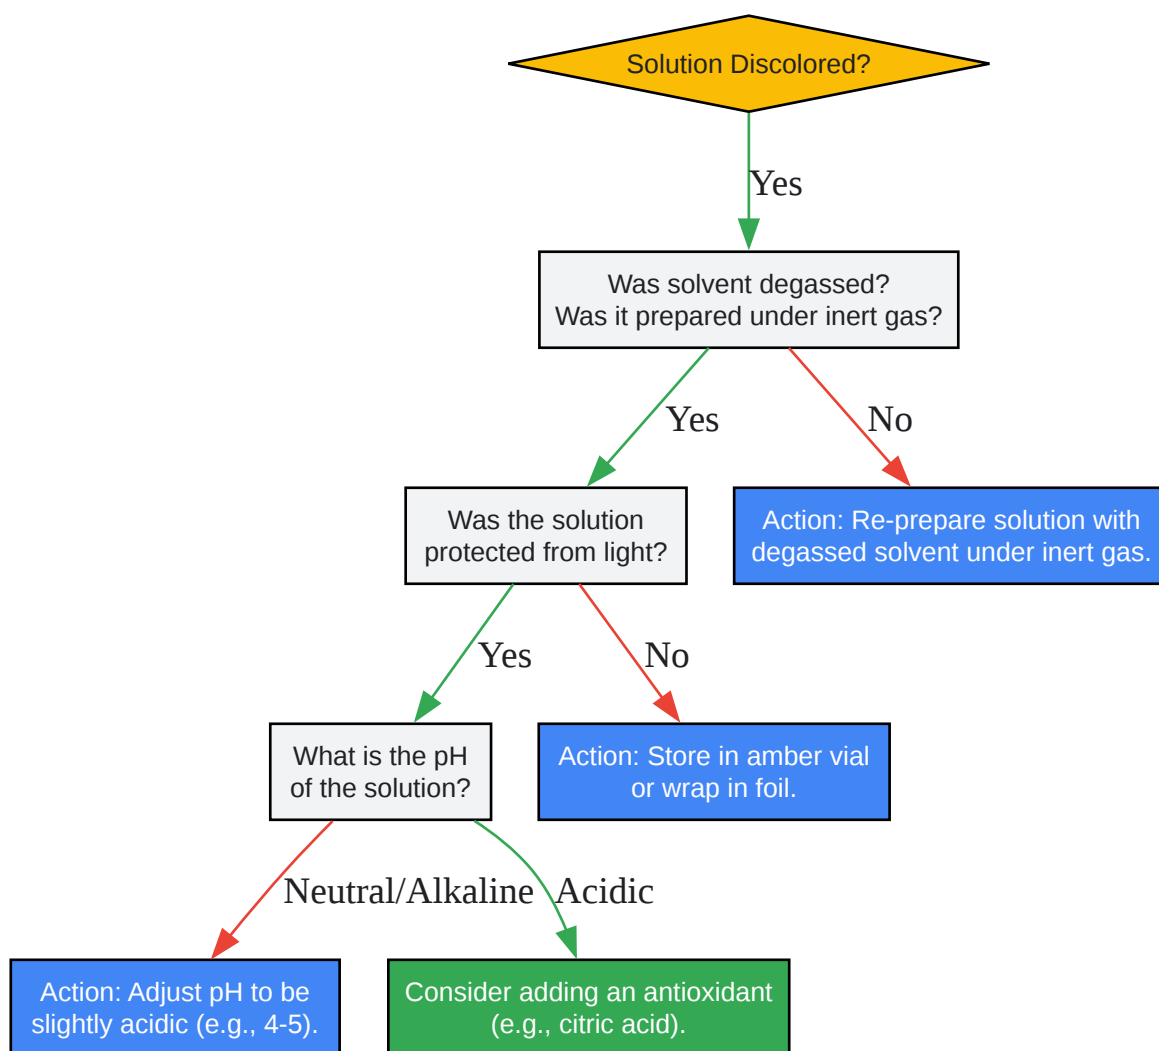 Solution Discolored?
Yes
Was solvent degassed?
Was it prepared under inert gas?
Yes
No
Was the solution
protected from light?
Action: Re-prepare solution with
degassed solvent under inert gas.
Yes
No
What is the pH
of the solution?
Action: Store in amber vial
or wrap in foil.
Neutral/Alkaline
Acidic
Action: Adjust pH to be
slightly acidic (e.g., 4-5).
Consider adding an antioxidant
(e.g., citric acid).